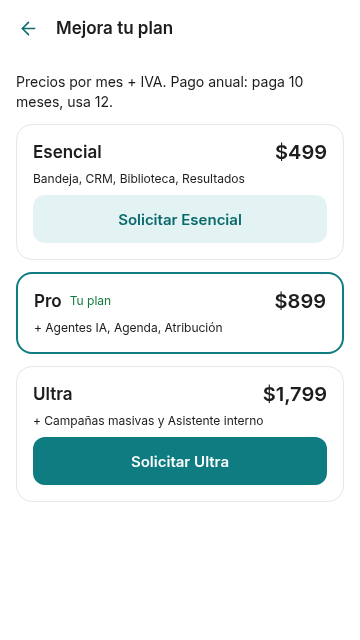 Mejora tu plan
Precios por mes + IVA. Pago anual: paga 10
meses, usa 12.
Esencial
$499
Bandeja, CRM, Biblioteca, Resultados
Solicitar Esencial
Pro
Tu plan
$899
+ Agentes IA, Agenda, Atribución
Ultra
$1,799
+ Campañas masivas y Asistente interno
Solicitar Ultra